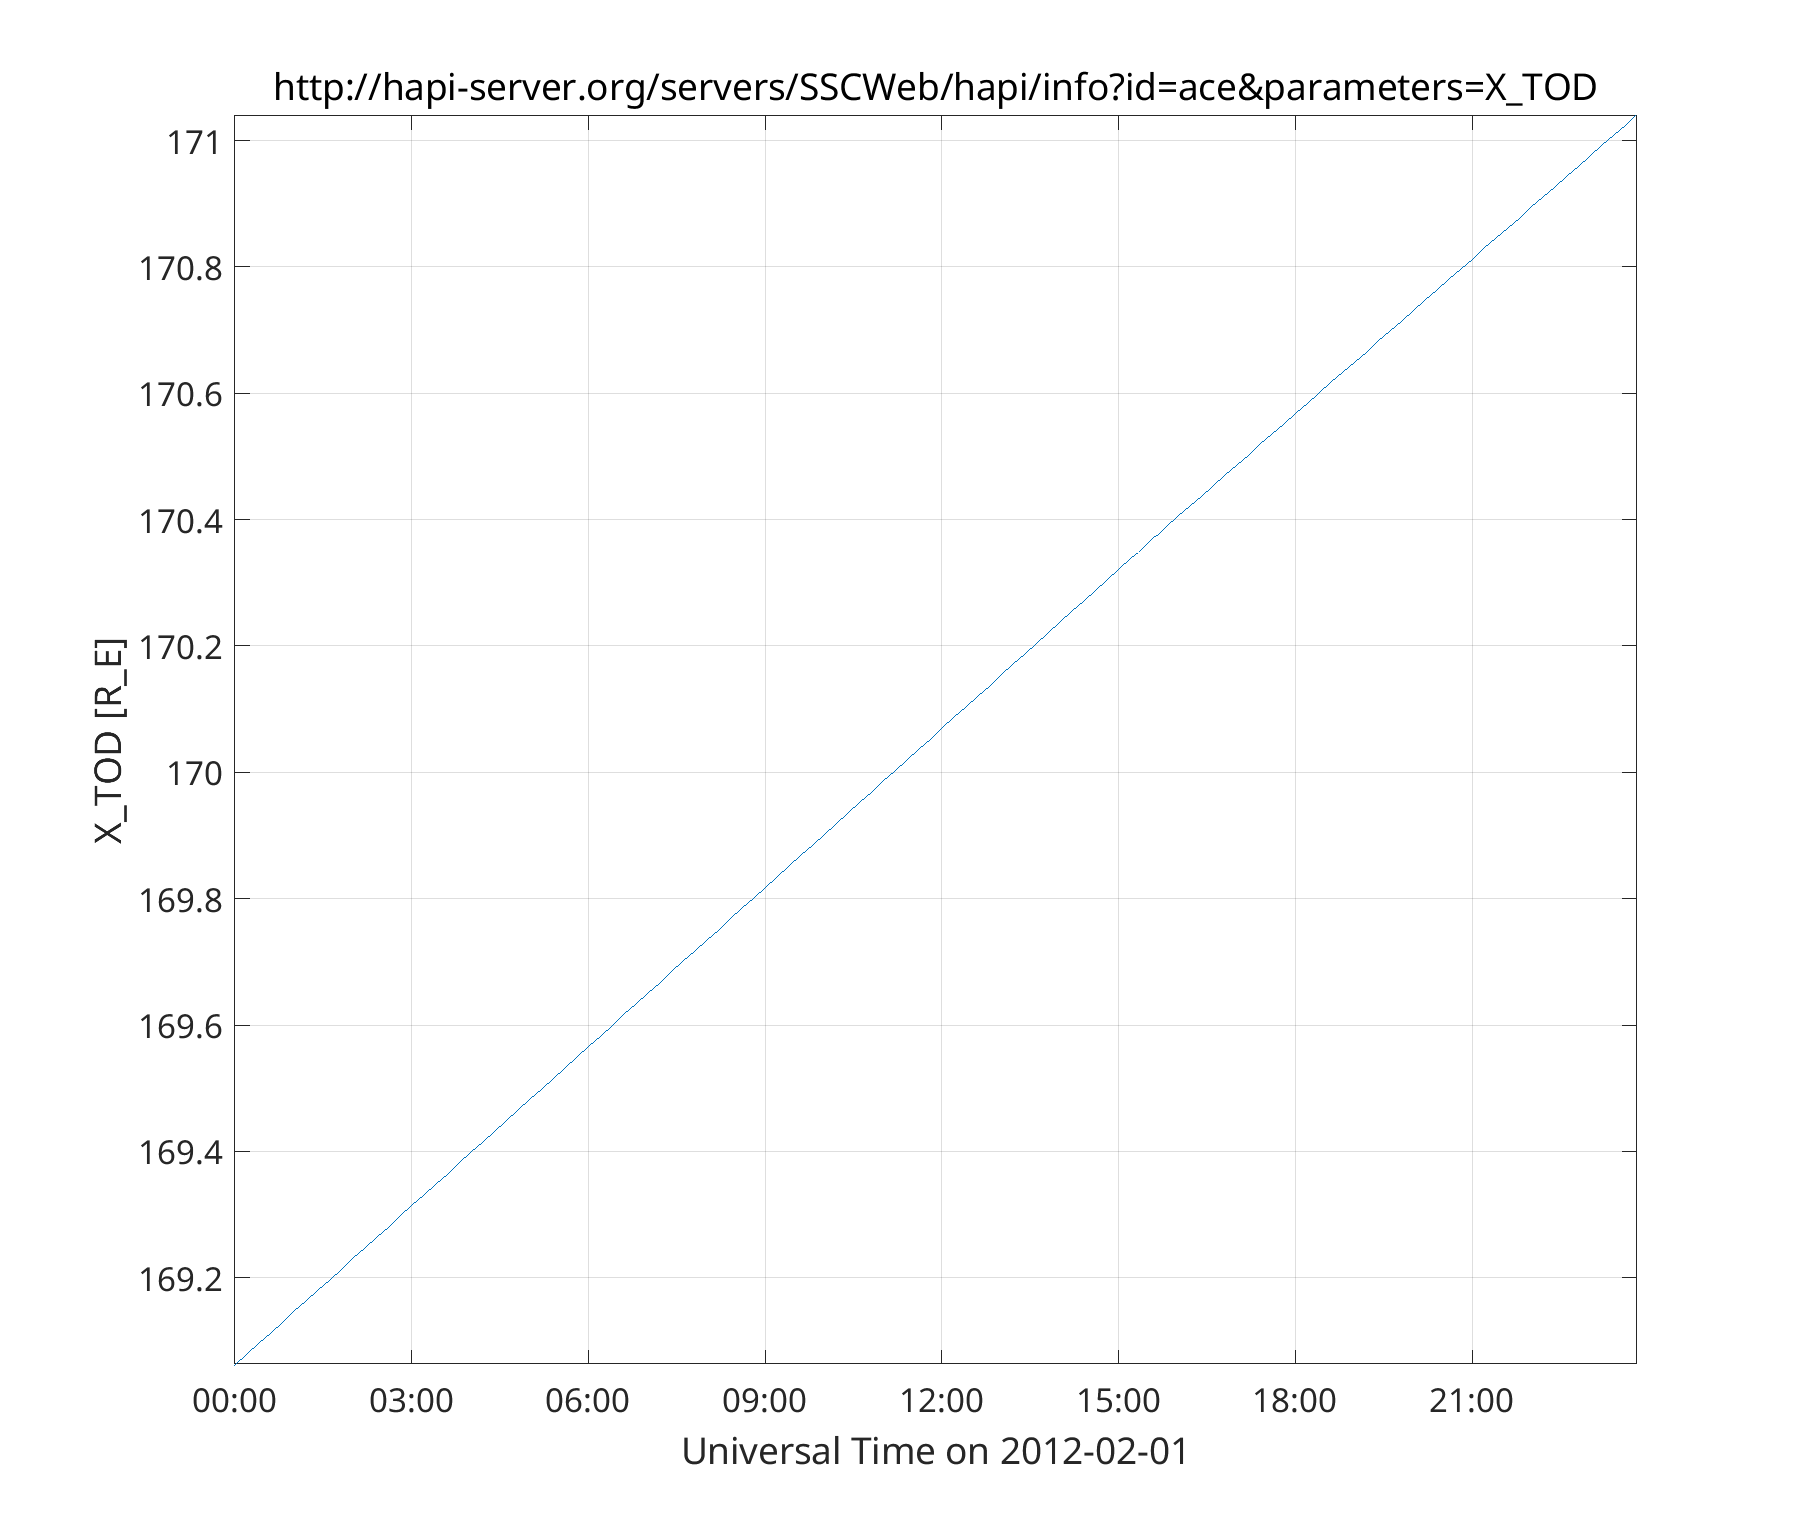 http://hapi-server.org/servers/SSCWeb/hapi/info?id=ace&parameters=X_TOD
171
170.8
170.6
170.4
170.2
170
169.8
169.6
169.4
169.2
X_TOD [R_E]
00:00 03:00 06:00 09:00 12:00 15:00 18:00 21:00
Universal Time on 2012-02-01